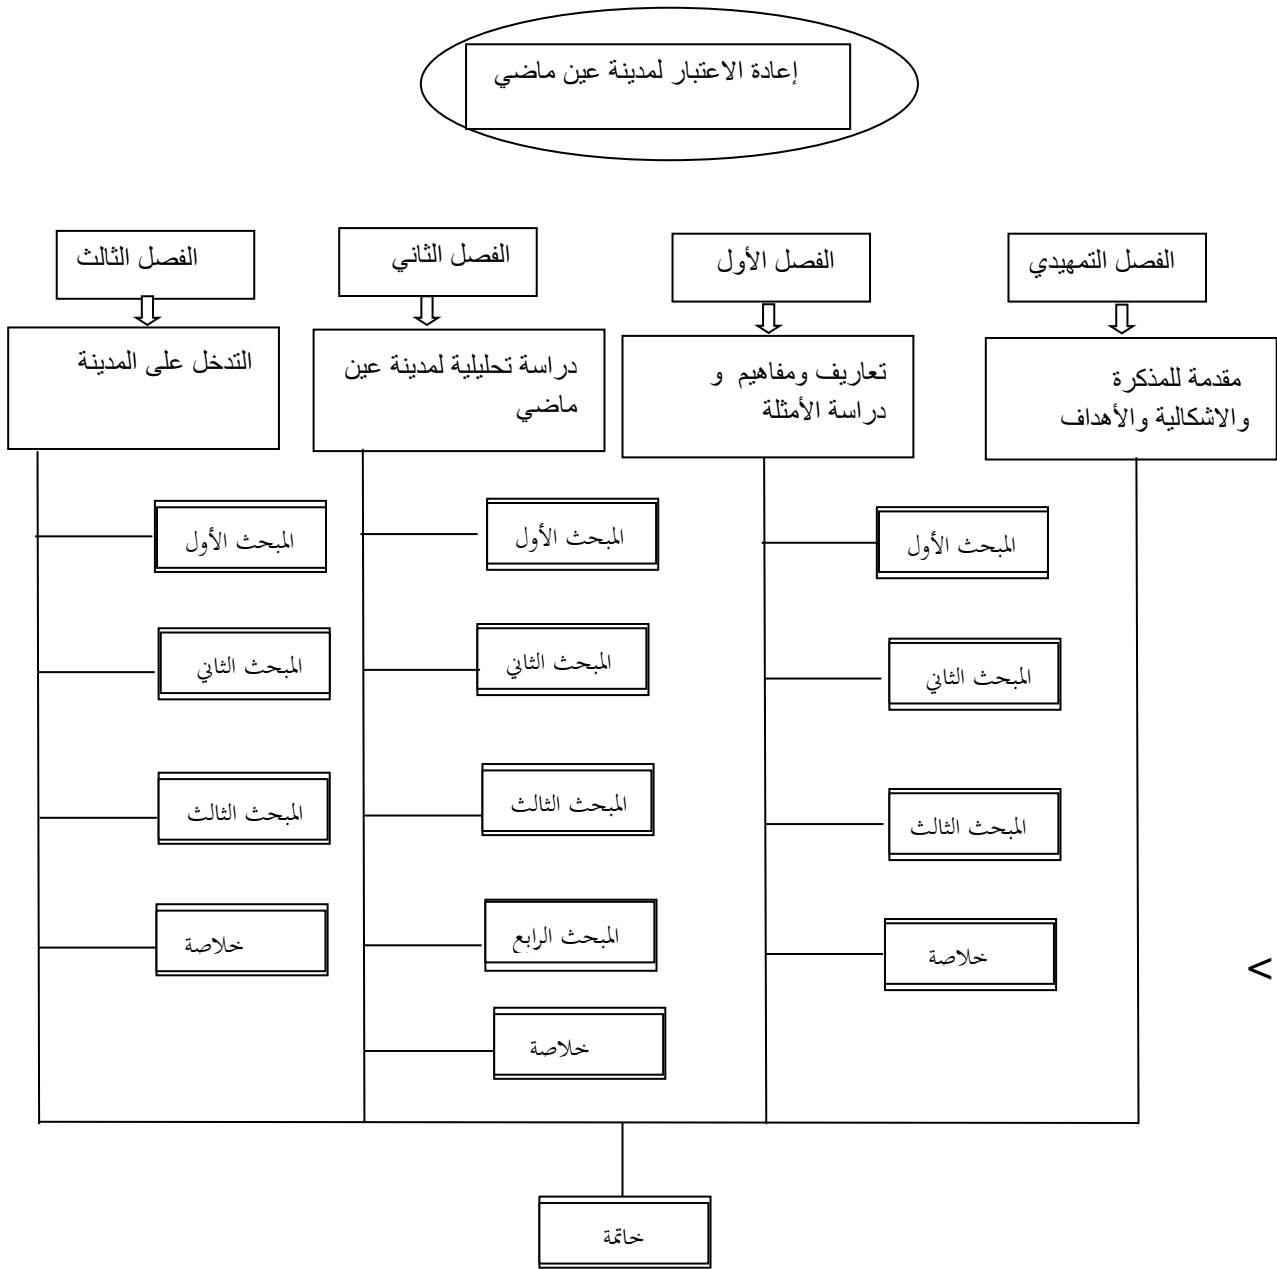 إعادة الاعتبار لمدينة عين ماضي
الفصل التمهيدي
مقدمة للمذكرة
والاشكالية والأهداف
الفصل الأول
تعاريف ومفاهيم و
دراسة الأمثلة
المبحث الأول
المبحث الثاني
المبحث الثالث
خلاصة
الفصل الثاني
دراسة تحليلية لمدينة عين
ماضي
المبحث الأول
المبحث الثاني
المبحث الثالث
المبحث الرابع
خلاصة
الفصل الثالث
التدخل على المدينة
المبحث الأول
المبحث الثاني
المبحث الثالث
خلاصة
>
خاتمة